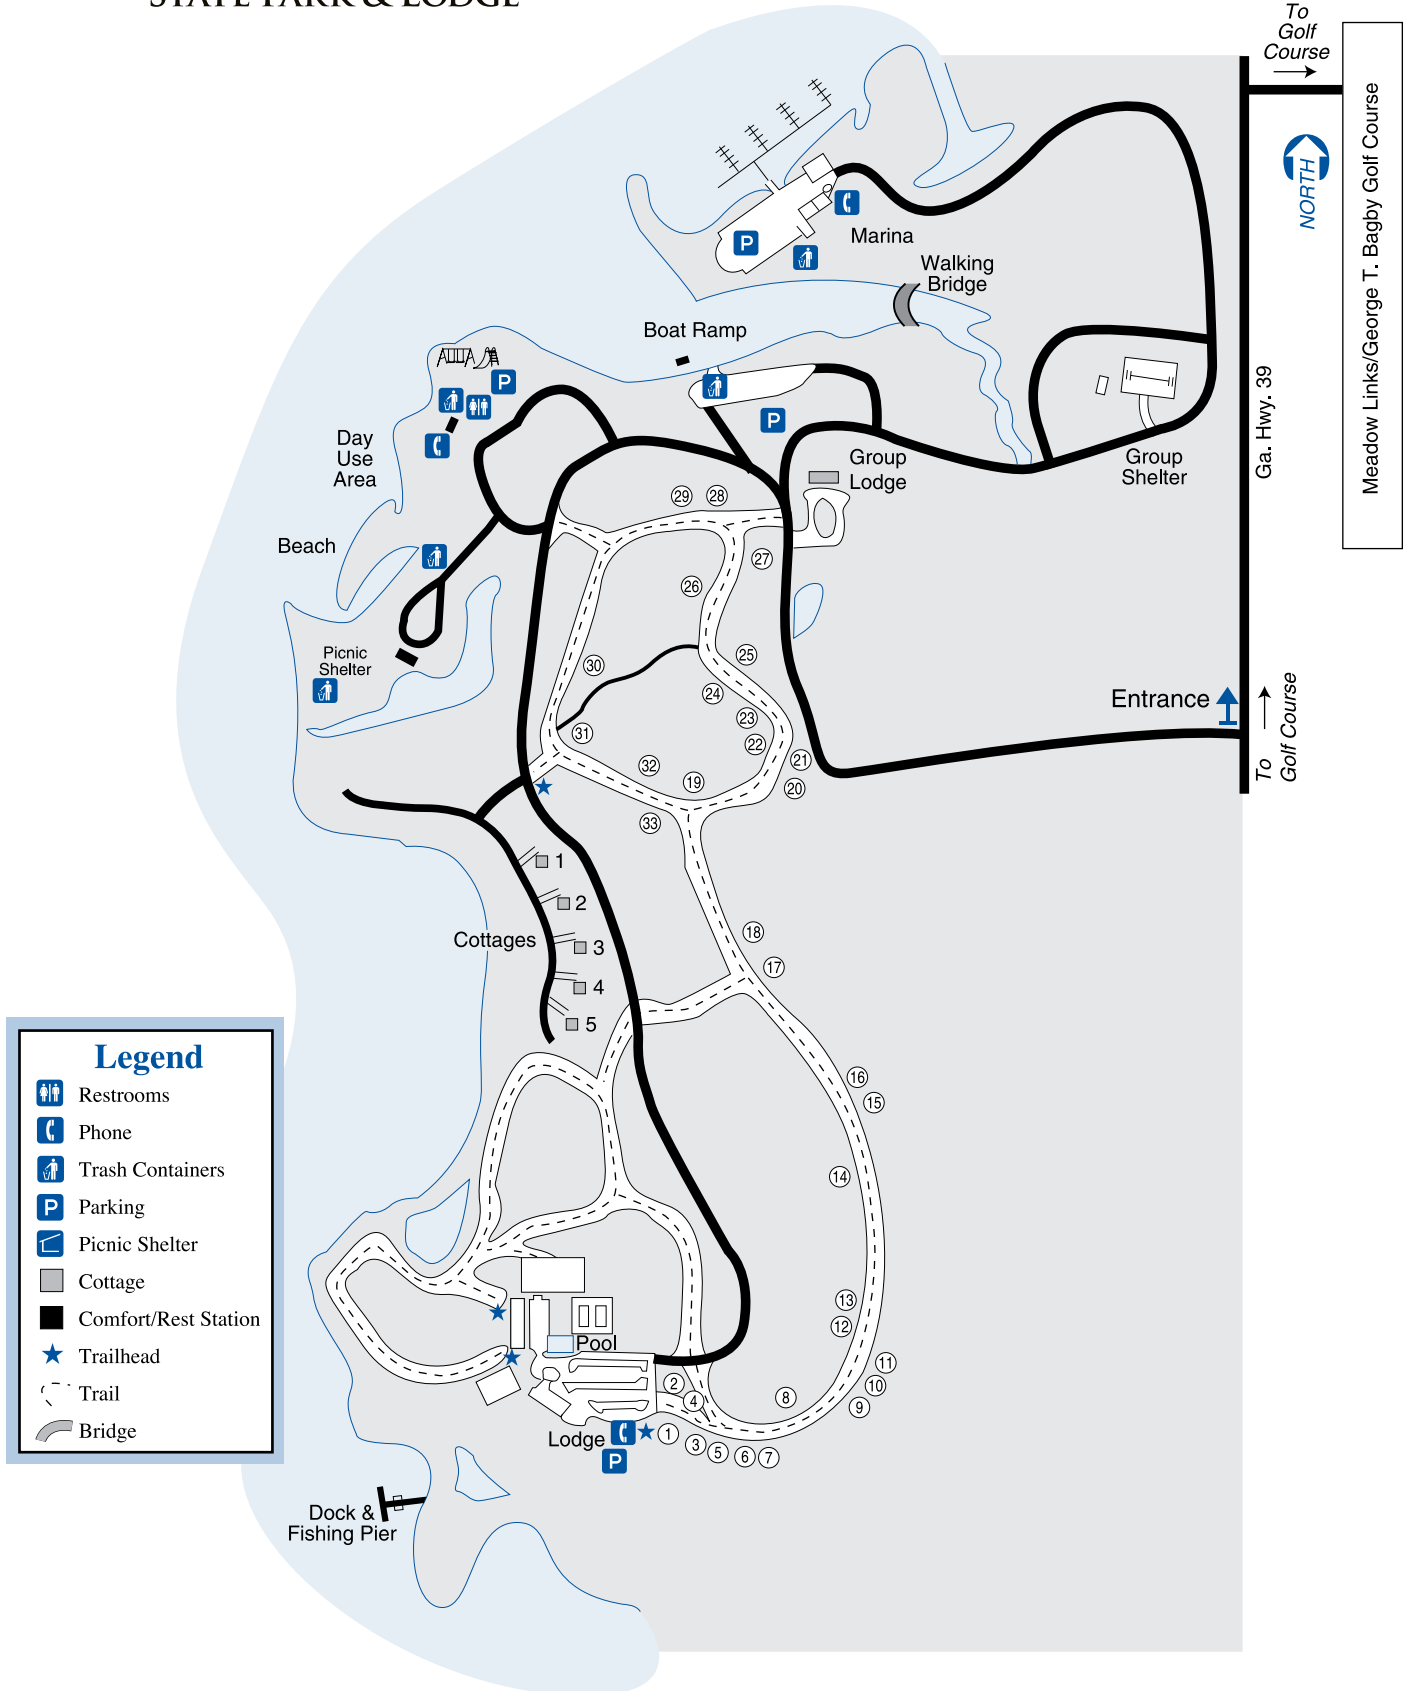 STATE PARK & LODGE
To
Golf
Course
Meadow Links/George T. Bagby Golf Course
NORTH
Marina
Walking
Bridge
Boat Ramp
Ga. Hwy. 39
Day
Use
Area
Group
Lodge
Group
Shelter
29
28
Beach
27
26
Picnic
Shelter
30
25
24
Entrance
To
Golf Course
23
31
22
32
21
19
20
33
1
2
Cottages
3
4
5
18
17
16
15
14
13
12
Pool
11
2
10
4
8
9
Lodge
1
3
5
6
7
Dock &
Fishing Pier
Legend
Restrooms
Phone
Trash Containers
P
Parking
Picnic Shelter
Cottage
Comfort/Rest Station
Trailhead
Trail
Bridge
P
P
P
P